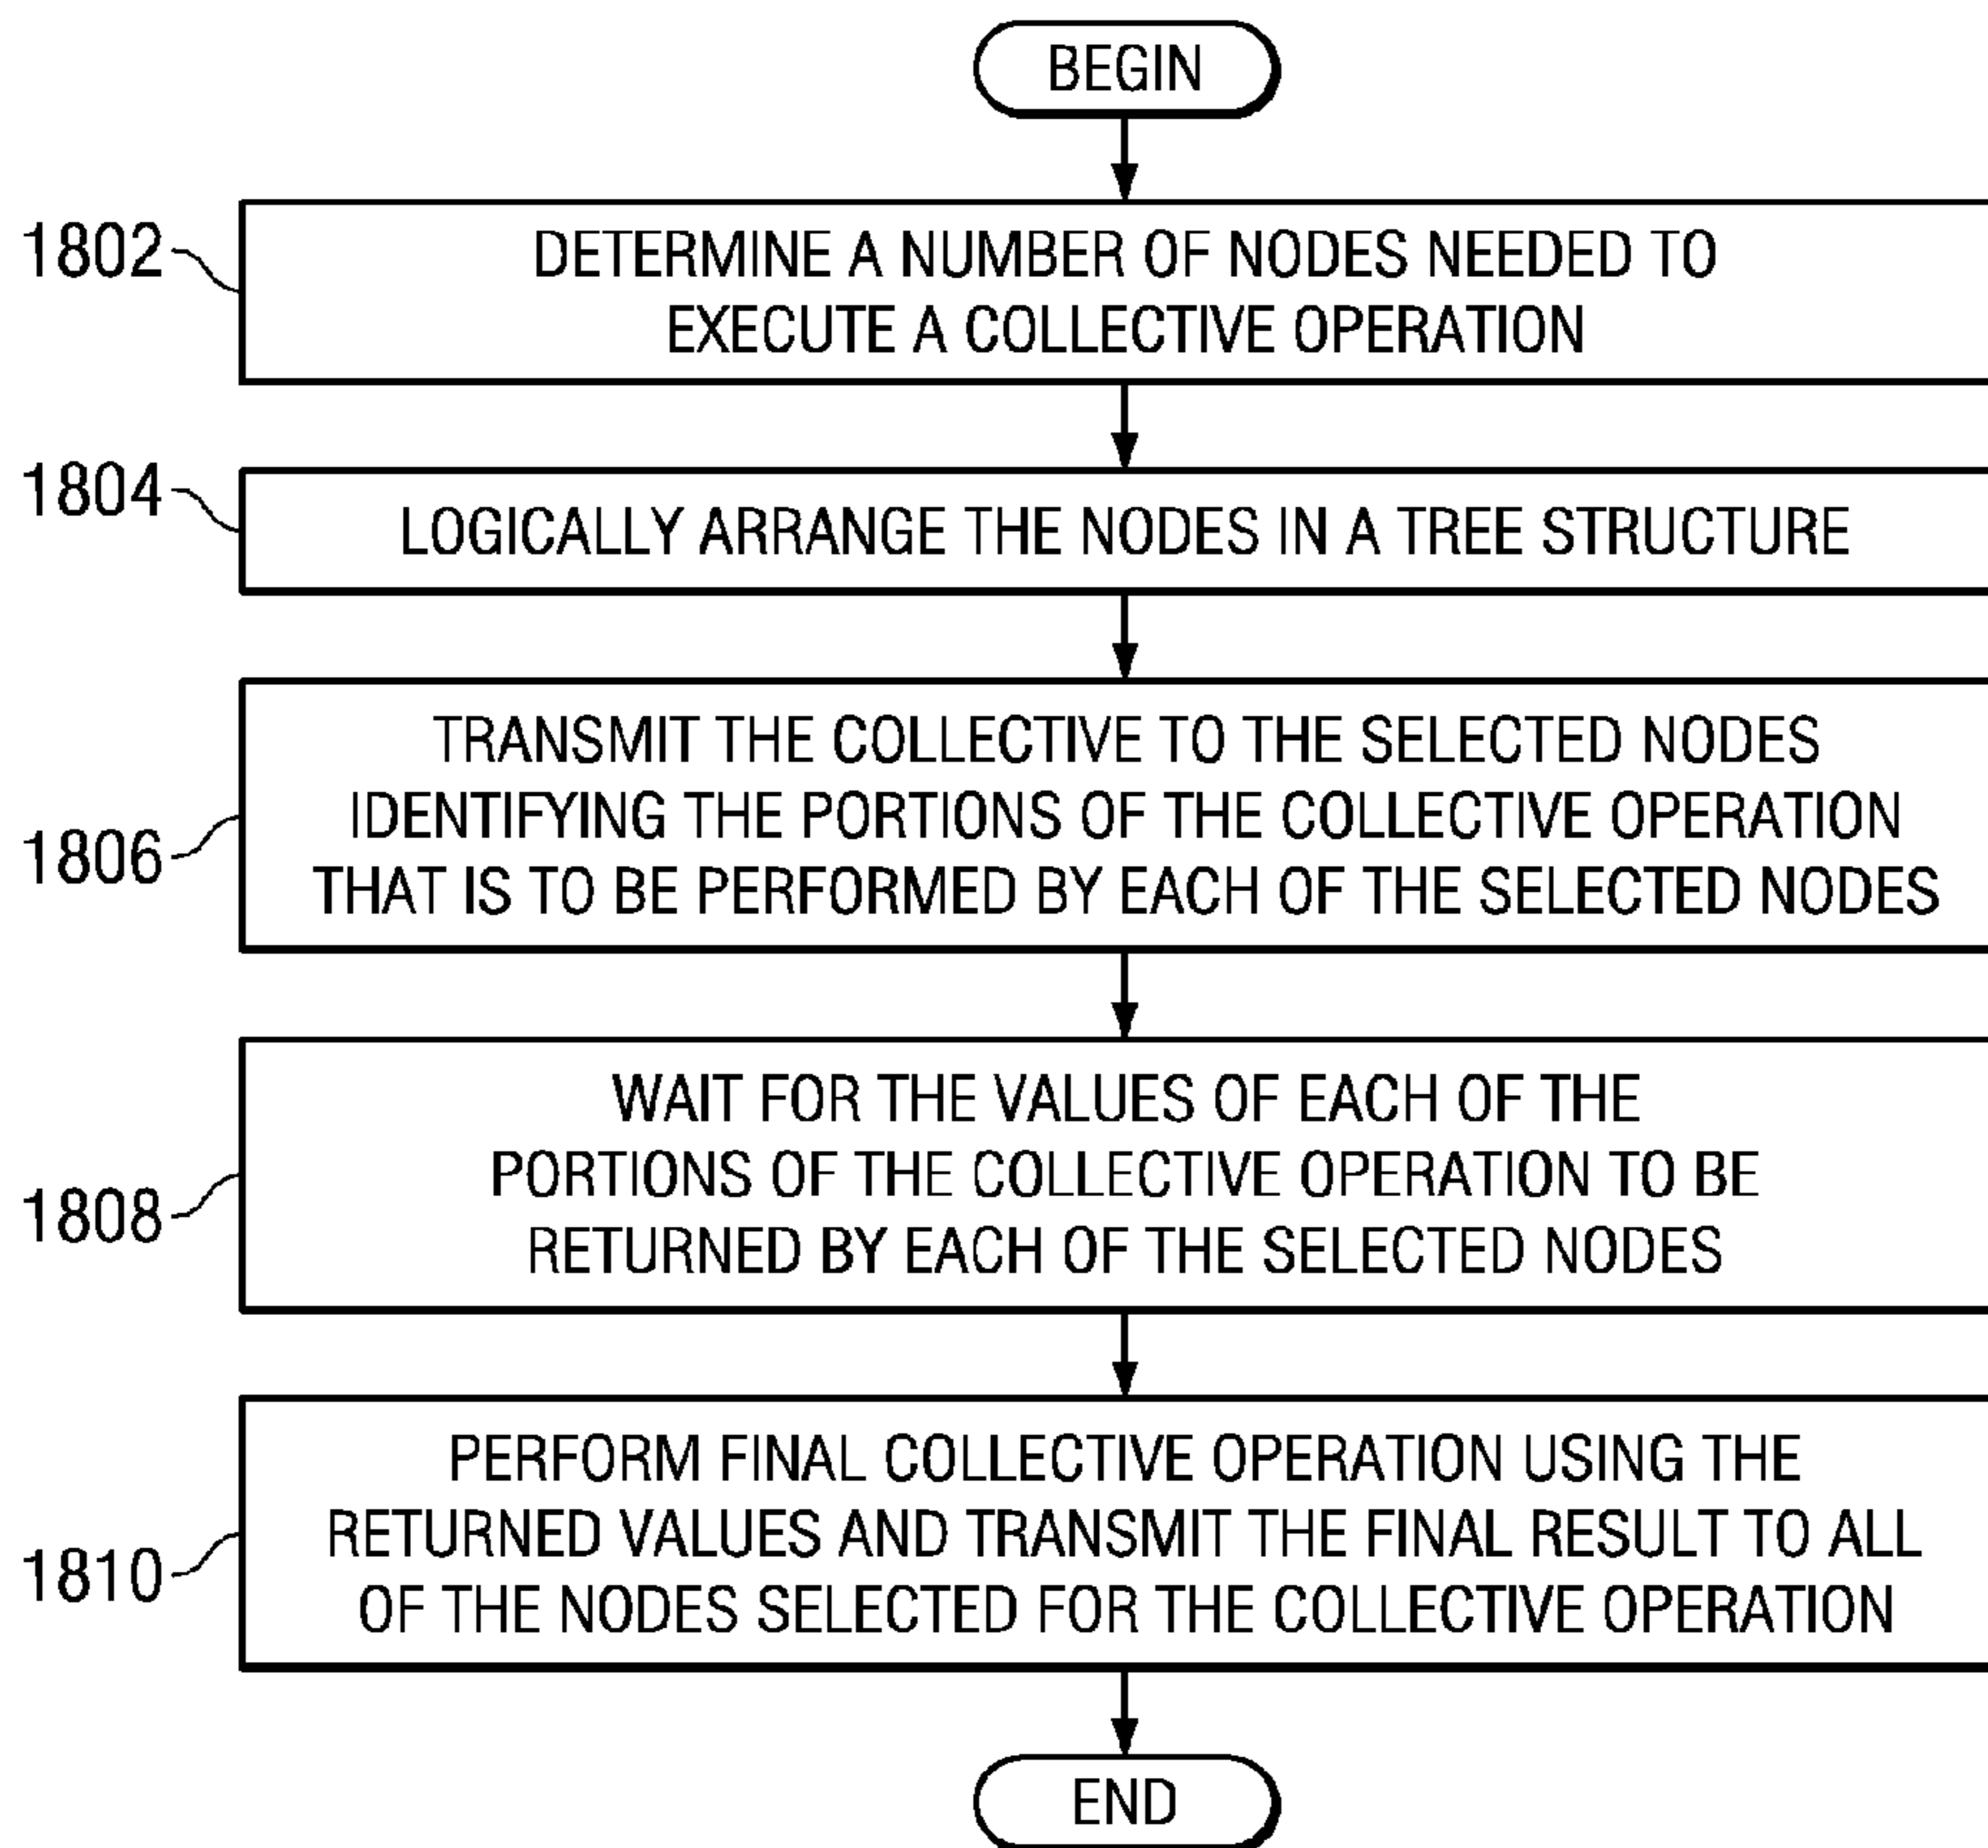 BEGIN
1802
DETERMINE A NUMBER OF NODES NEEDED TO
EXECUTE A COLLECTIVE OPERATION
1804
LOGICALLY ARRANGE THE NODES IN A TREE STRUCTURE
1806
TRANSMIT THE COLLECTIVE TO THE SELECTED NODES
IDENTIFYING THE PORTIONS OF THE COLLECTIVE OPERATION
THAT IS TO BE PERFORMED BY EACH OF THE SELECTED NODES
1808
WAIT FOR THE VALUES OF EACH OF THE
PORTIONS OF THE COLLECTIVE OPERATION TO BE
RETURNED BY EACH OF THE SELECTED NODES
1810
PERFORM FINAL COLLECTIVE OPERATION USING THE
RETURNED VALUES AND TRANSMIT THE FINAL RESULT TO ALL
OF THE NODES SELECTED FOR THE COLLECTIVE OPERATION
END